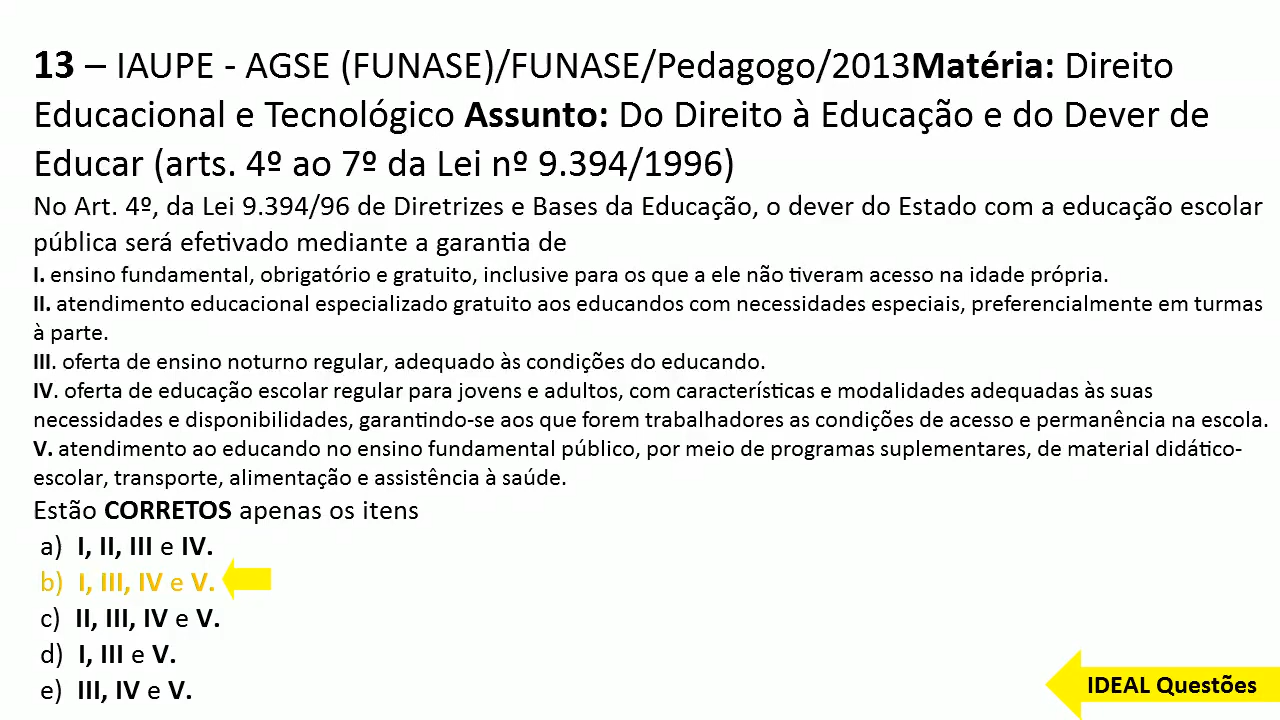 13 – IAUPE - AGSE (FUNASE)/FUNASE/Pedagogo/2013Matéria: Direito
Educacional e Tecnológico Assunto: Do Direito à Educação e do Dever de
Educar (arts. 4º ao 7º da Lei nº 9.394/1996)
No Art. 4º, da Lei 9.394/96 de Diretrizes e Bases da Educação, o dever do Estado com a educação escolar
pública será efetivado mediante a garantia de
I. ensino fundamental, obrigatório e gratuito, inclusive para os que a ele não tiveram acesso na idade própria.
II. atendimento educacional especializado gratuito aos educandos com necessidades especiais, preferencialmente em turmas
à parte.
III. oferta de ensino noturno regular, adequado às condições do educando.
IV. oferta de educação escolar regular para jovens e adultos, com características e modalidades adequadas às suas
necessidades e disponibilidades, garantindo-se aos que forem trabalhadores as condições de acesso e permanência na escola.
V. atendimento ao educando no ensino fundamental público, por meio de programas suplementares, de material didático-
escolar, transporte, alimentação e assistência à saúde.
Estão CORRETOS apenas os itens
a) I, II, III e IV.
b) I, III, IV e V.
c) II, III, IV e V.
d) I, III e V.
e) III, IV e V.
IDEAL Questões